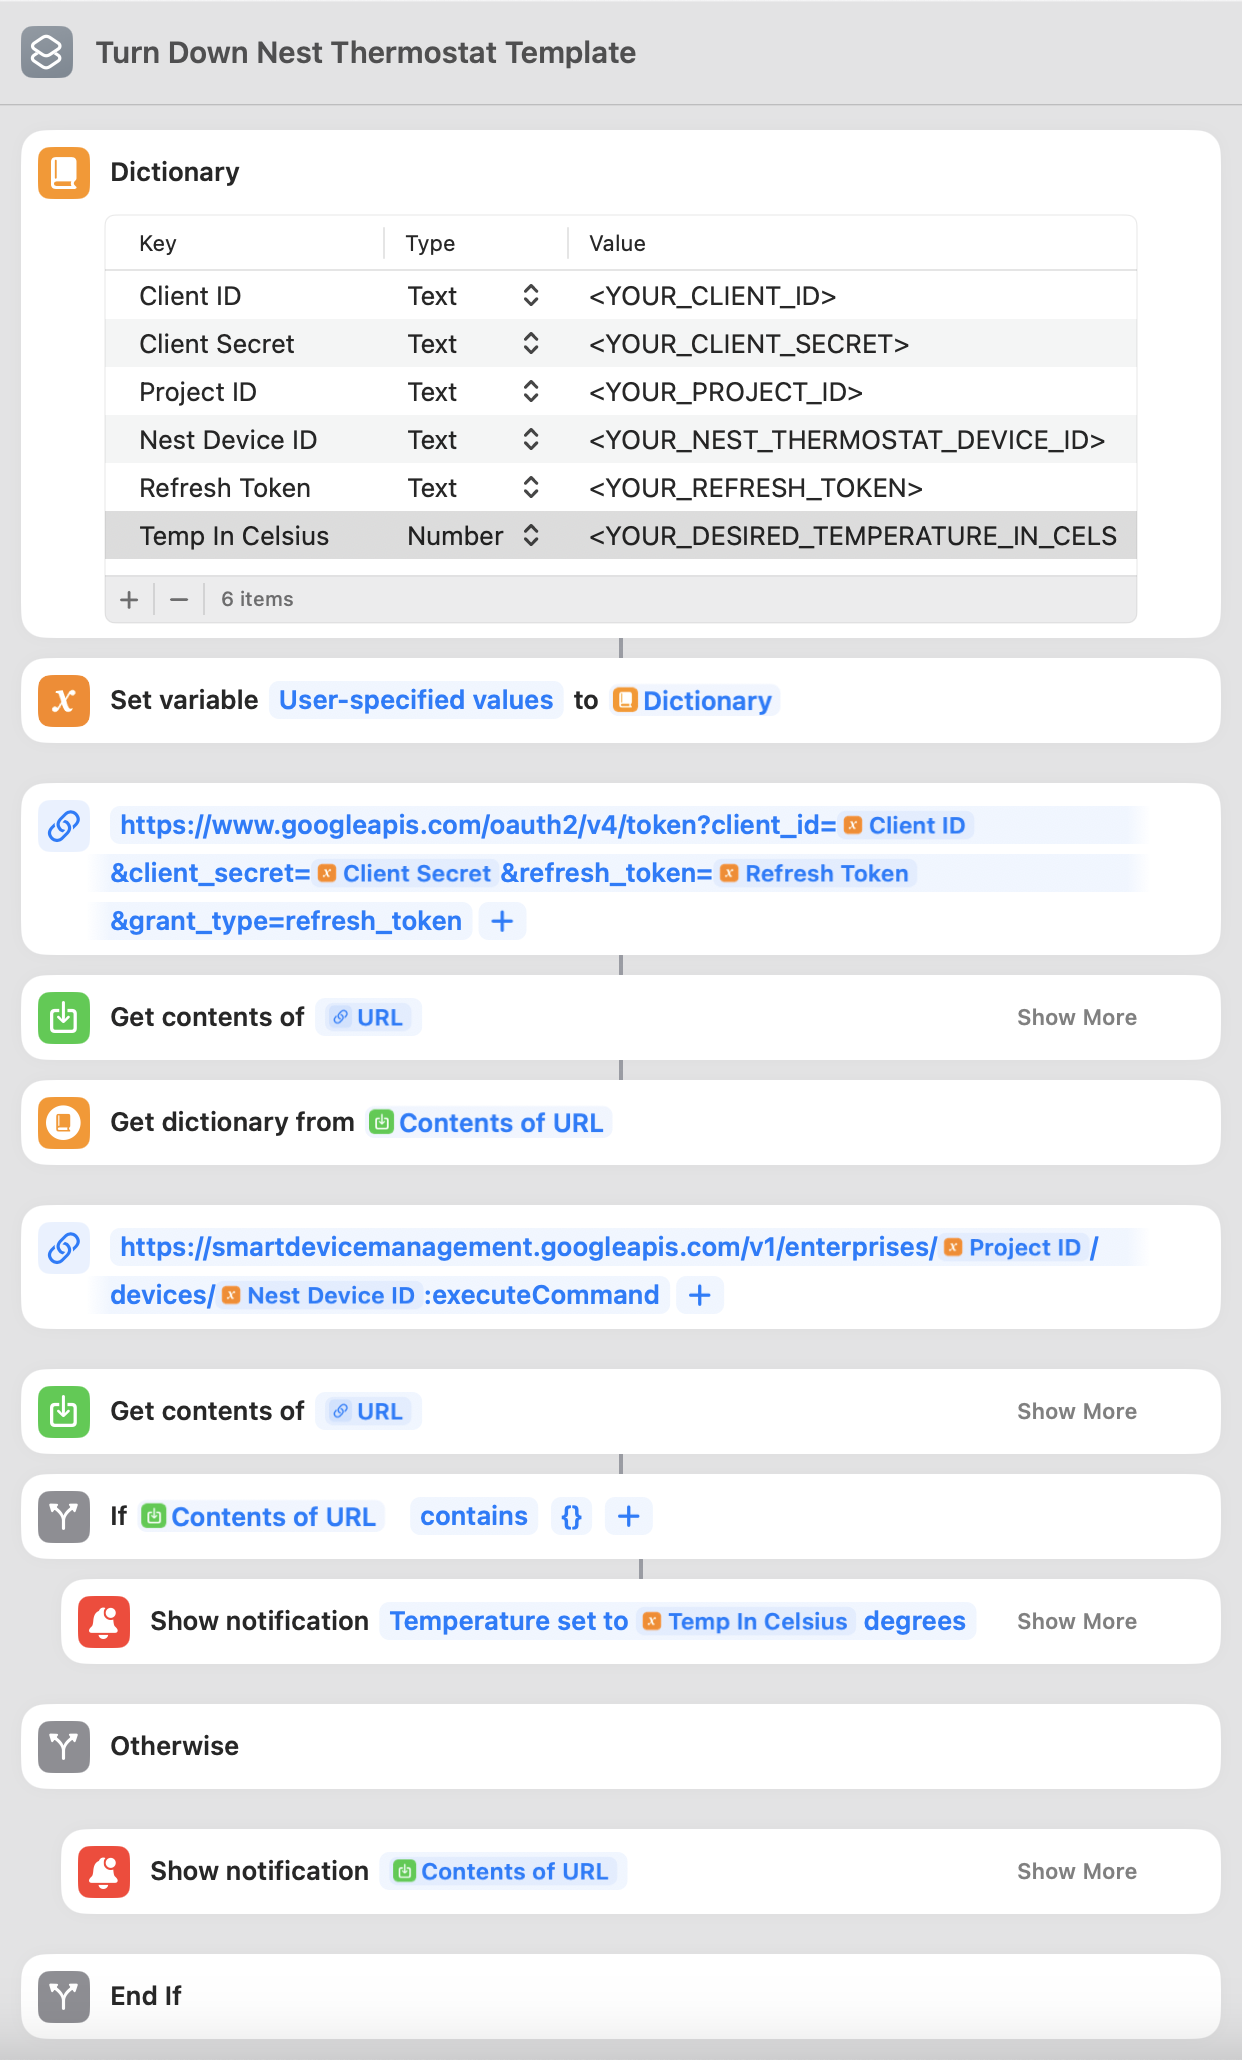 Turn Down Nest Thermostat Template
Dictionary
Key Type Value
Client ID Text <YOUR_CLIENT_ID>
Client Secret Text <YOUR_CLIENT_SECRET>
Project ID Text <YOUR_PROJECT_ID>
Nest Device ID Text <YOUR_NEST_THERMOSTAT_DEVICE_ID>
Refresh Token Text <YOUR_REFRESH_TOKEN>
Temp In Celsius Number <YOUR_DESIRED_TEMPERATURE_IN_CELS
+ − 6 items
Set variable User-specified values to Dictionary
https://www.googleapis.com/oauth2/v4/token?client_id= Client ID
&client_secret= Client Secret &refresh_token= Refresh Token
&grant_type=refresh_token +
Get contents of URL Show More
Get dictionary from Contents of URL
https://smartdevicemanagement.googleapis.com/v1/enterprises/ Project ID /
devices/ Nest Device ID :executeCommand +
Get contents of URL Show More
If Contents of URL contains {} +
Show notification Temperature set to Temp In Celsius degrees Show More
Otherwise
Show notification Contents of URL Show More
End If